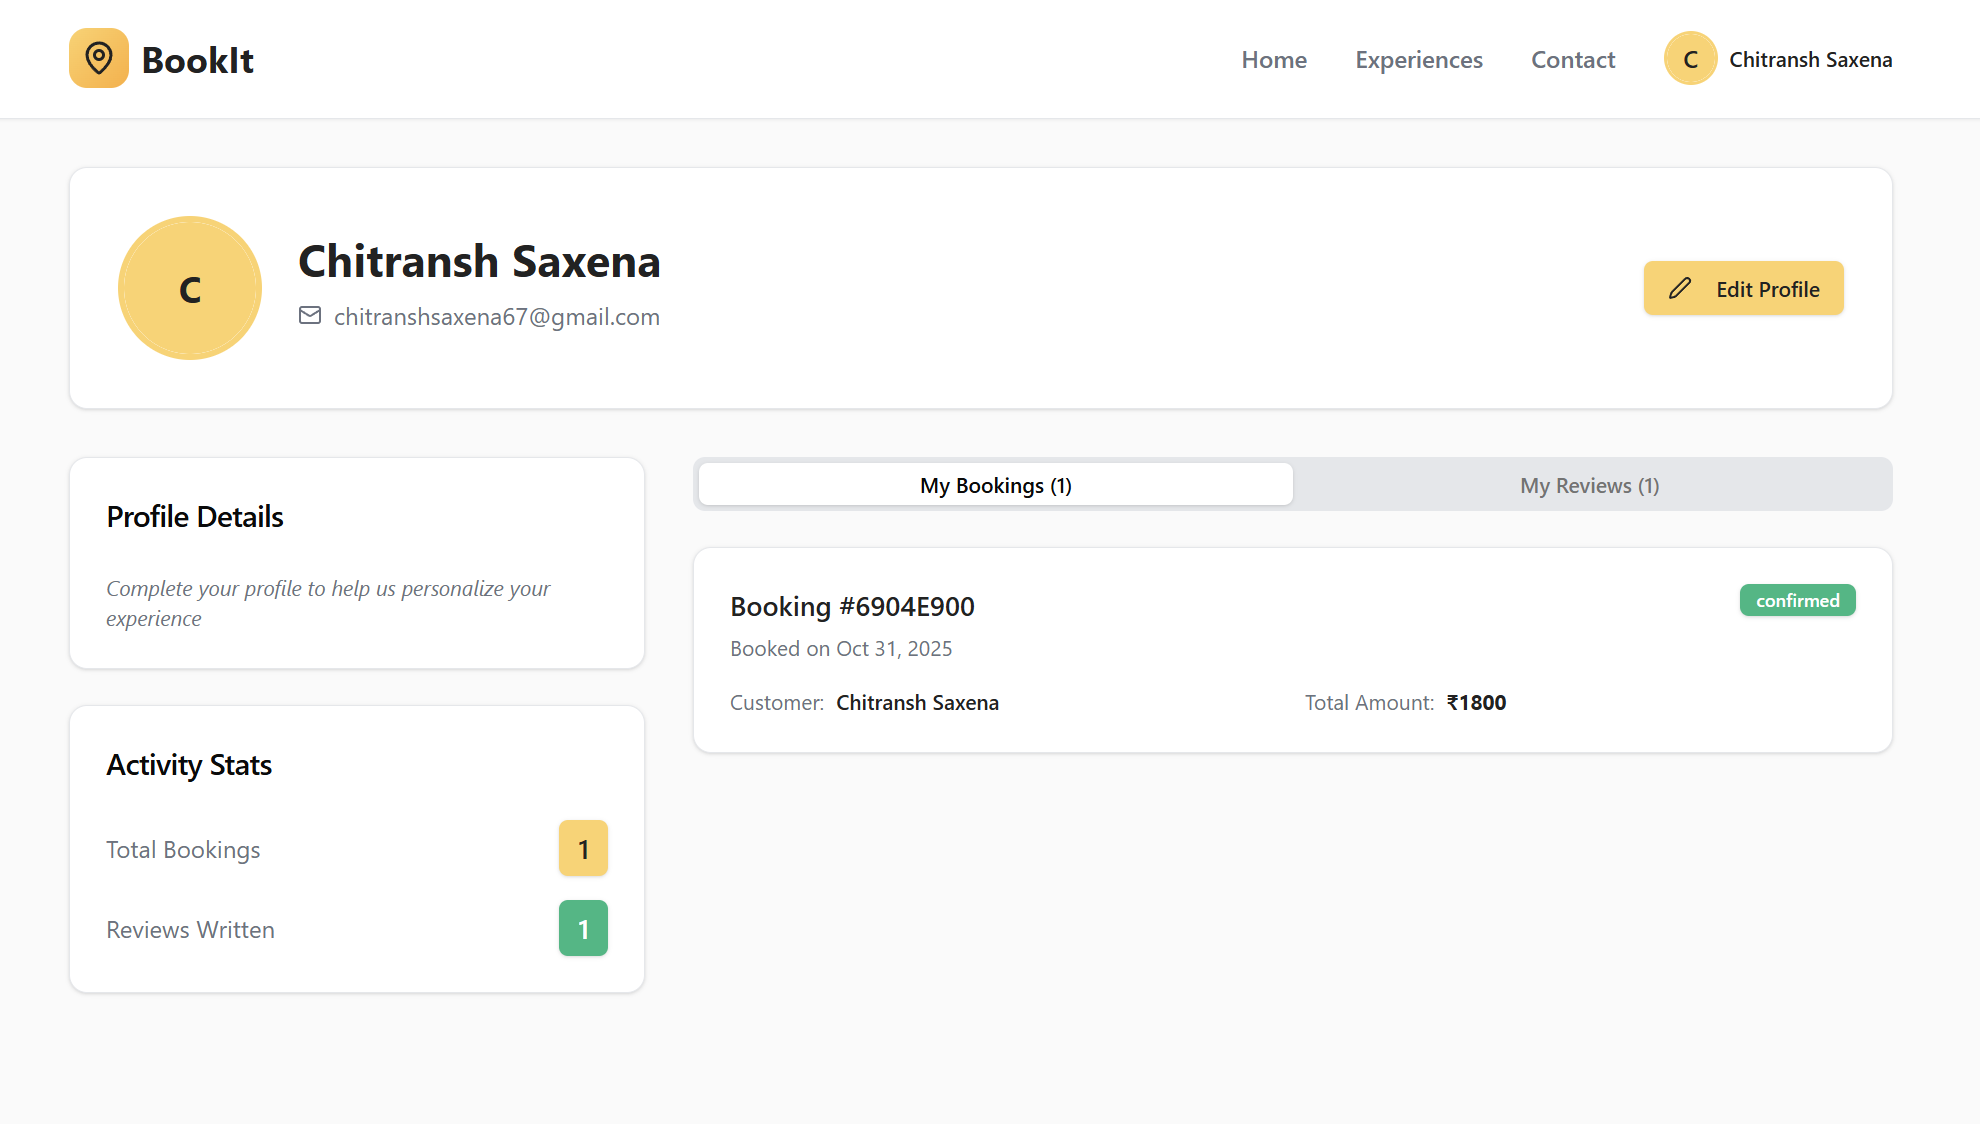 BookIt
Home
Experiences
Contact
C
Chitransh Saxena
C
Chitransh Saxena
chitranshsaxena67@gmail.com
Edit Profile
Profile Details
Complete your profile to help us personalize your
experience
Activity Stats
Total Bookings
1
Reviews Written
1
My Bookings (1)
My Reviews (1)
Booking #6904E900
confirmed
Booked on Oct 31, 2025
Customer: Chitransh Saxena
Total Amount: ₹1800